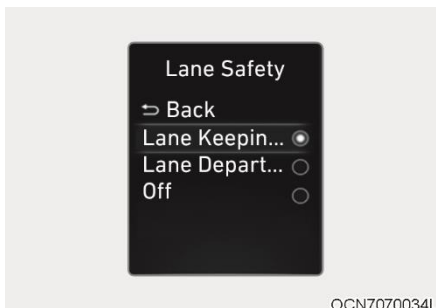 Lane Safety
Back
Lane Keepin...
Lane Depart...
Off
OCN7070034L